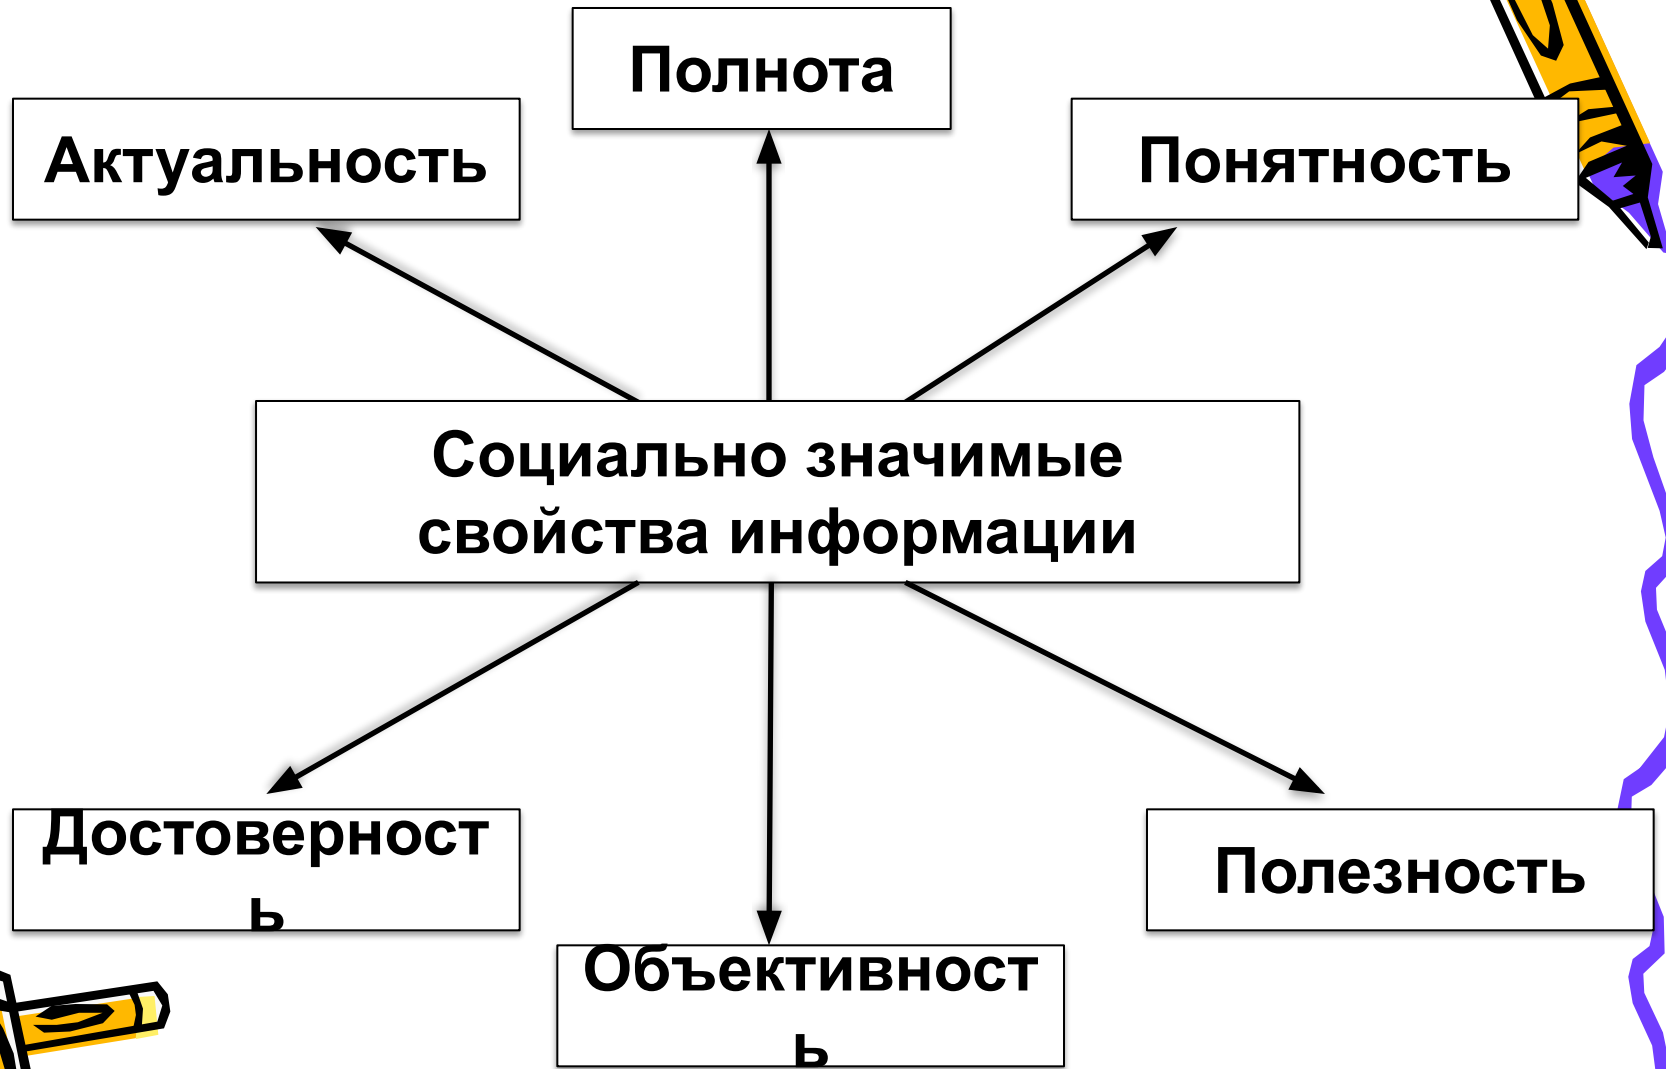 Полнота
Актуальность
Понятность
Социально значимые
свойства информации
Достоверност
ь
Полезность
Объективност
ь